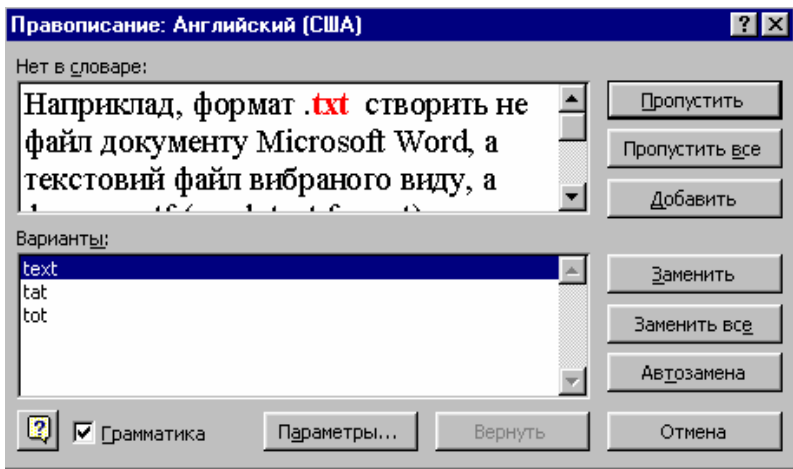 Правописание: Английский (США)
Нет в словаре:
Наприклад, формат .txt створить не
файл документу Microsoft Word, а
текстовий файл вибраного виду, а
Пропустить
Пропустить все
Добавить
Варианты:
text
tat
tot
Заменить
Заменить все
Автозамена
Грамматика
Параметры...
Вернуть
Отмена